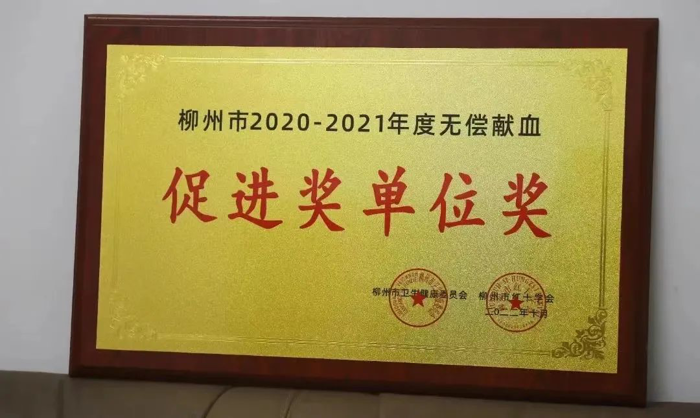 柳州市2020-2021年度无偿献血
促进奖单位奖
柳州市卫生健康委员会 柳州市红十字会
二〇二二年十月